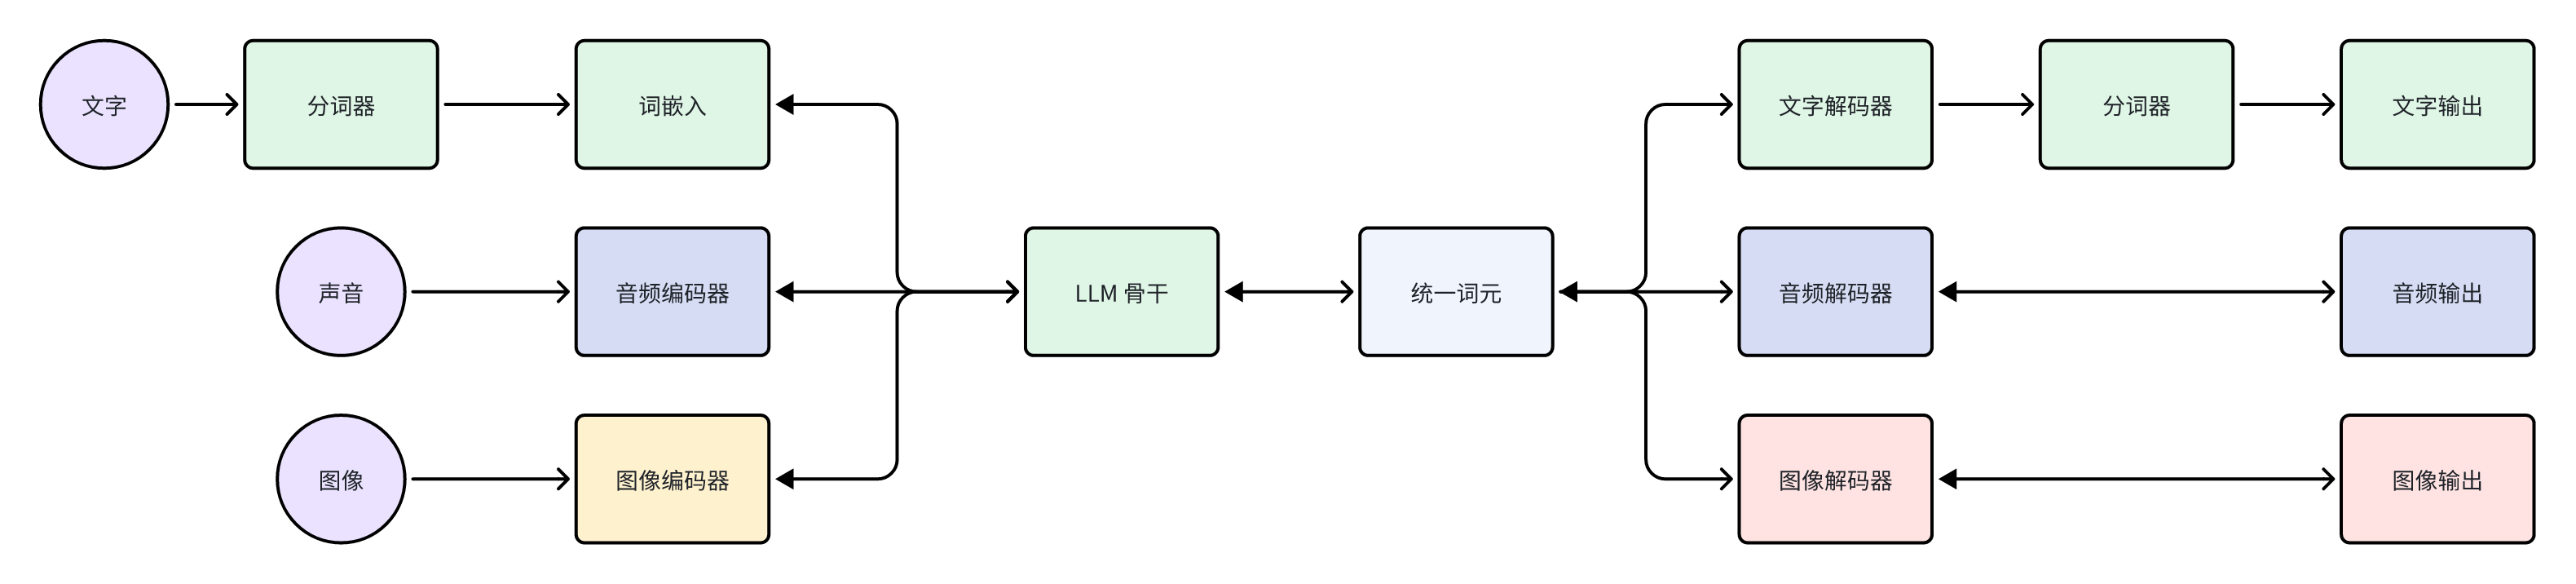 文字
分词器
词嵌入
文字解码器
分词器
文字输出
声音
音频编码器
LLM 骨干
统一词元
音频解码器
音频输出
图像
图像编码器
图像解码器
图像输出